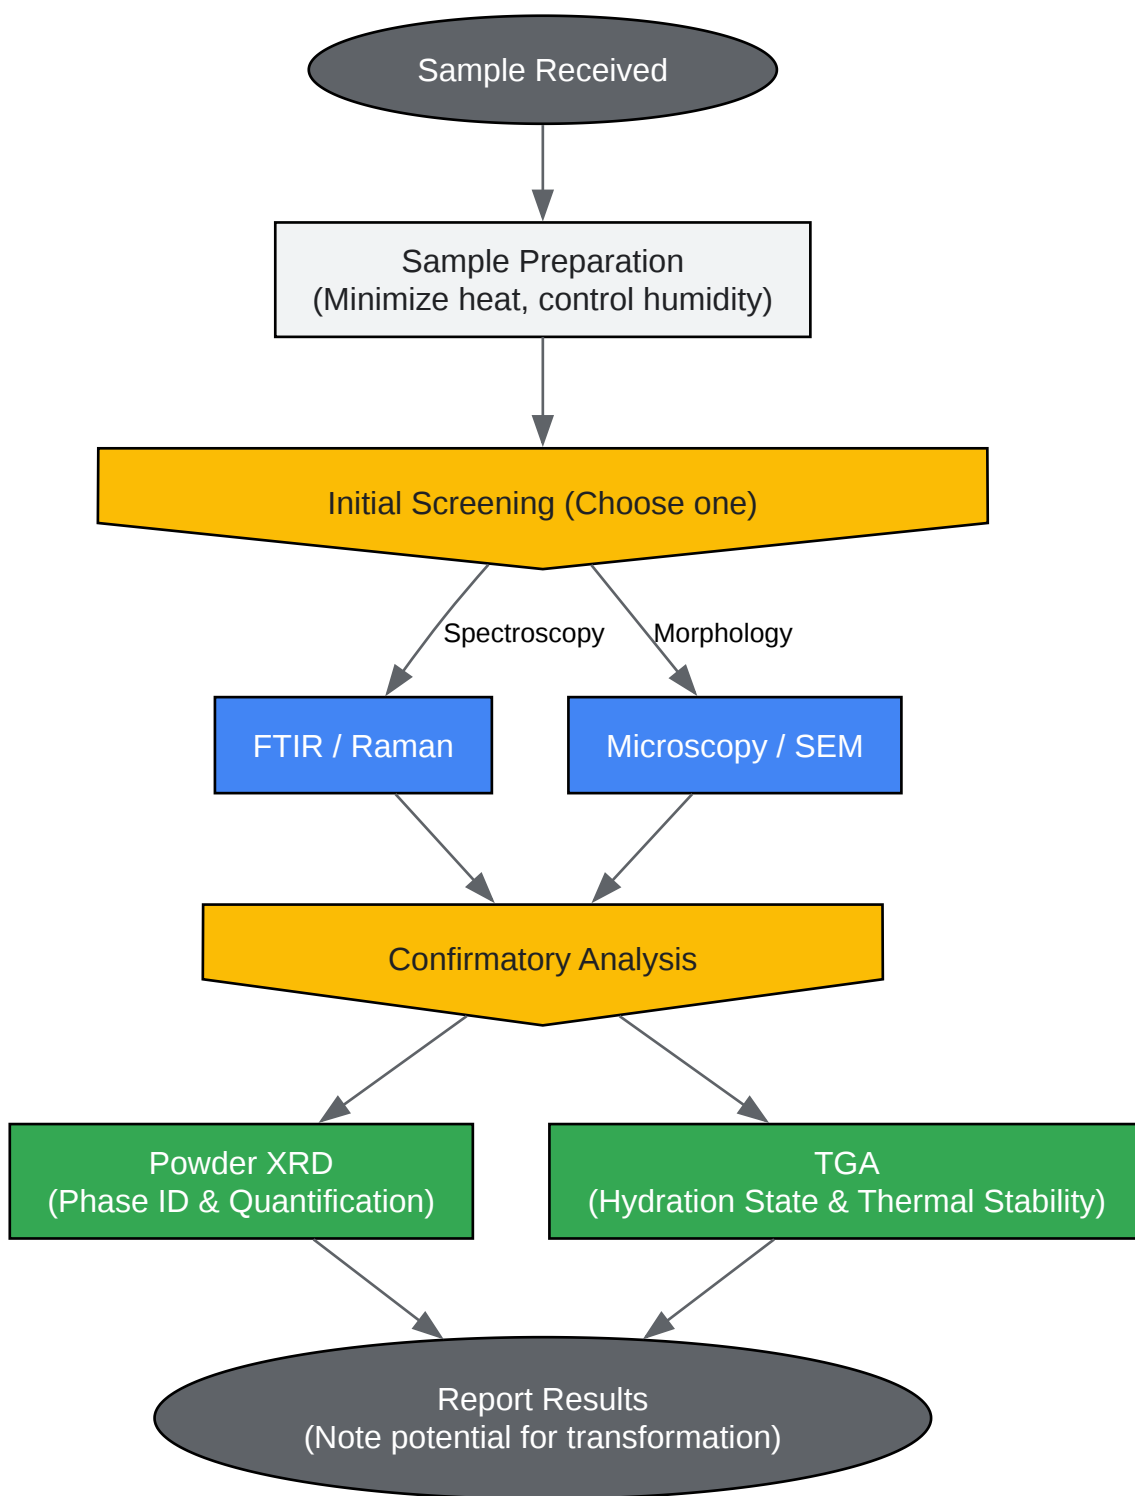 Sample Received
Sample Preparation
(Minimize heat, control humidity)
Initial Screening (Choose one)
Spectroscopy
Morphology
FTIR / Raman
Microscopy / SEM
Confirmatory Analysis
Powder XRD
(Phase ID & Quantification)
TGA
(Hydration State & Thermal Stability)
Report Results
(Note potential for transformation)